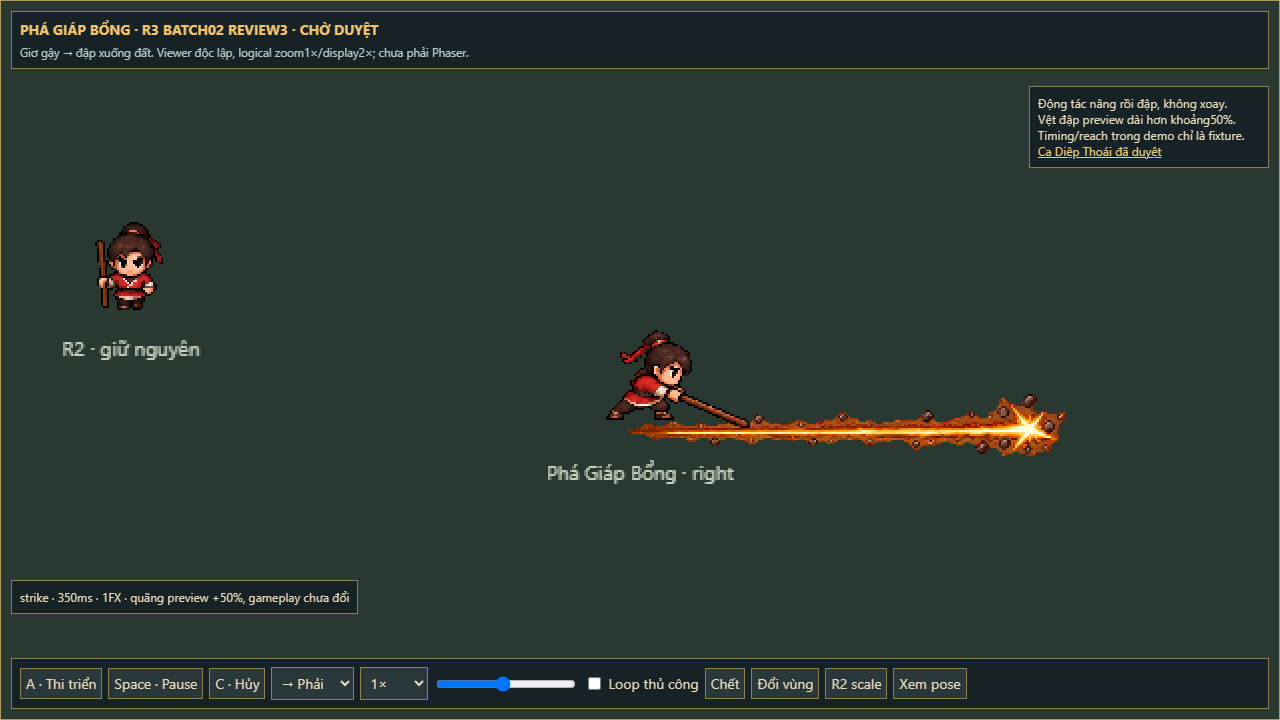 PHÁ GIÁP BỔNG · R3 BATCH02 REVIEW3 · CHỜ DUYỆT
Giơ gậy → đập xuống đất. Viewer độc lập, logical zoom1×/display2×; chưa phải Phaser.
Động tác nâng rồi đập, không xoay.
Vệt đập preview dài hơn khoảng50%.
Timing/reach trong demo chỉ là fixture.
Ca Diệp Thoái đã duyệt
R2 · giữ nguyên
Phá Giáp Bổng · right
strike · 350ms · 1FX · quãng preview +50%, gameplay chưa đổi
A · Thi triển Space · Pause C · Hủy → Phải 1× Loop thủ công Chết Đổi vùng R2 scale Xem pose